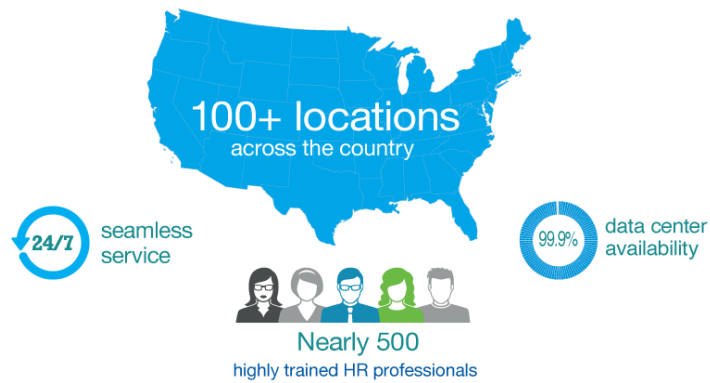 100+ locations
across the country
24/7
seamless
service
99.9%
data center
availability
Nearly 500
highly trained HR professionals